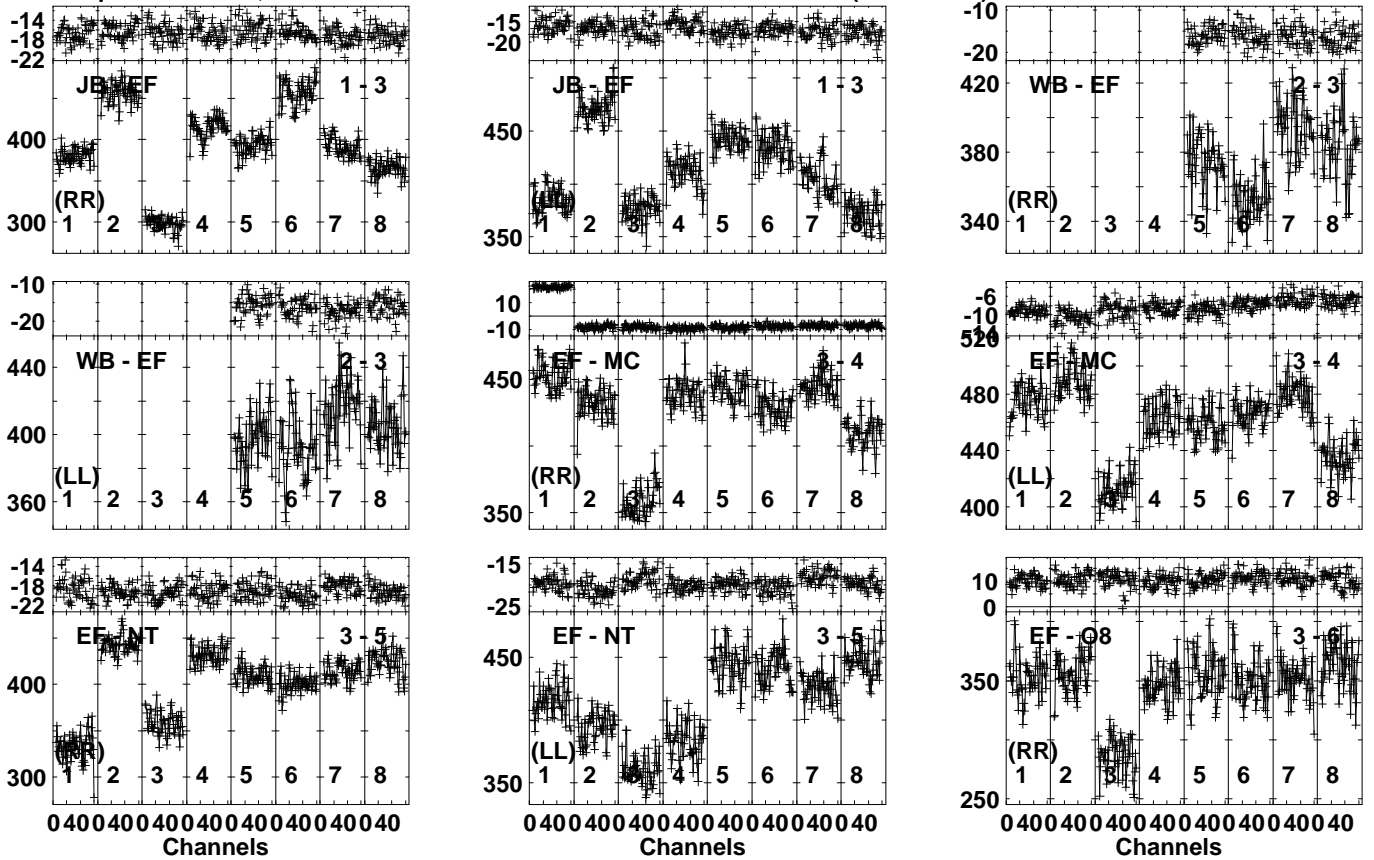 -14 -18 -22
JB - EF 1 - 3
400
300
(RR)
1 2 3 4 5 6 7 8
-15 -20
JB - EF 1 - 3
450
350
(LL)
1 2 3 4 5 6 7 8
-10 -20
WB - EF 2 - 3
420
380
340
(RR)
1 2 3 4 5 6 7 8
-10 -20
WB - EF 2 - 3
440
400
360
(LL)
1 2 3 4 5 6 7 8
10 -10
EF - MC 3 - 4
450
350
(RR)
1 2 3 4 5 6 7 8
-6 -10 -14
EF - MC 3 - 4
520
480
440
400
(LL)
1 2 3 4 5 6 7 8
-14 -18 -22
EF - NT 3 - 5
400
300
(RR)
1 2 3 4 5 6 7 8
-15 -25
EF - NT 3 - 5
450
350
(LL)
1 2 3 4 5 6 7 8
10 0
EF - O8 3 - 6
350
250
(RR)
1 2 3 4 5 6 7 8
0 40 0 40 0 40 0 40 0 40 0 40 0 40 0 40
Channels
0 40 0 40 0 40 0 40 0 40 0 40 0 40 0 40
Channels
0 40 0 40 0 40 0 40 0 40 0 40 0 40 0 40
Channels